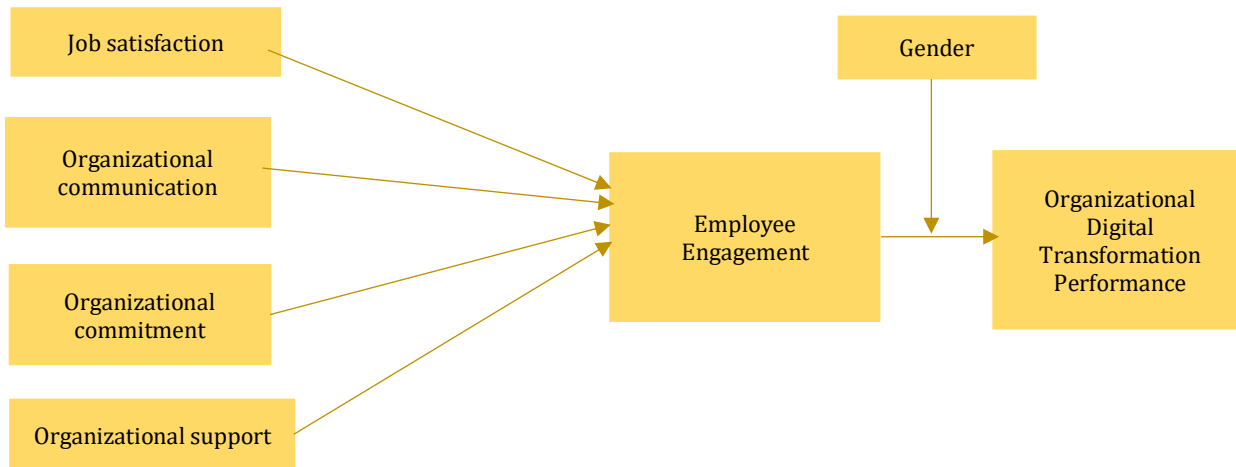 Job satisfaction
Gender
Organizational
communication
Employee
Engagement
Organizational
Digital
Transformation
Performance
Organizational
commitment
Organizational support